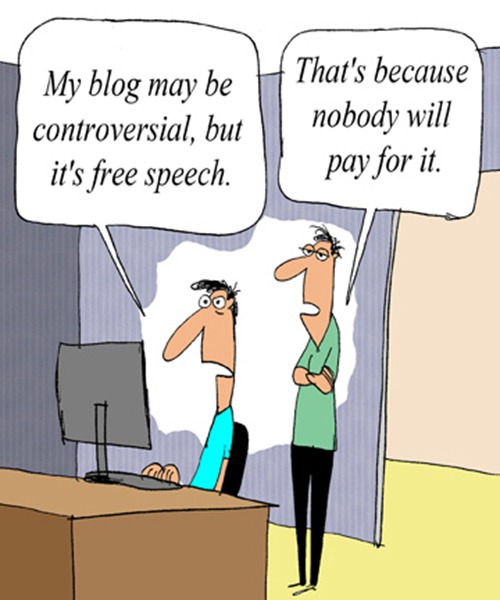 My blog may be
controversial, but
it's free speech.
That's because
nobody will
pay for it.